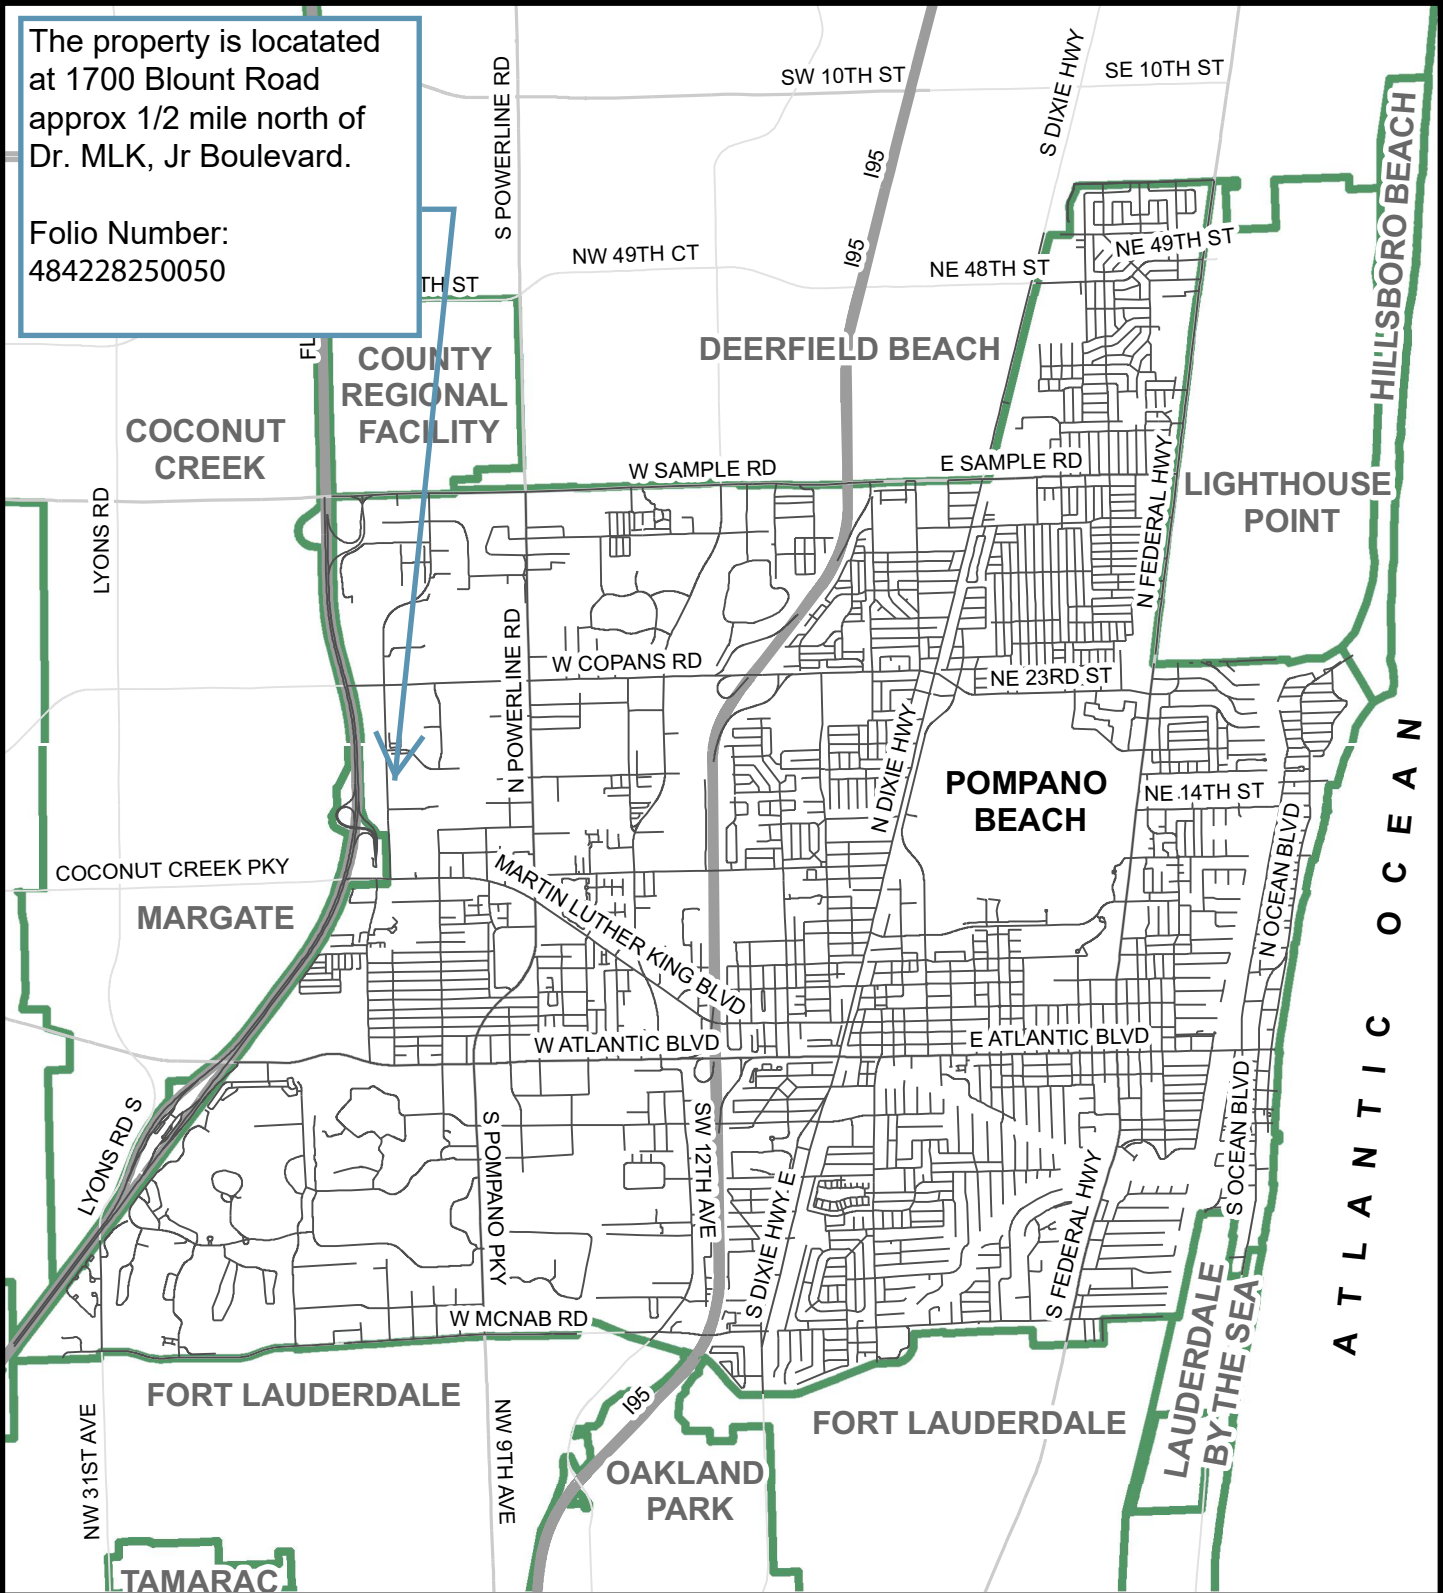 The property is locatated
at 1700 Blount Road
approx 1/2 mile north of
Dr. MLK, Jr Boulevard.
Folio Number:
484228250050
SW 10TH ST
SE 10TH ST
S POWERLINE RD
S DIXIE HWY
I95
HILLSBORO BEACH
NW 49TH CT
I95
NE 48TH ST
NE 49TH ST
TH ST
FL
COUNTY
REGIONAL
FACILITY
DEERFIELD BEACH
COCONUT
CREEK
W SAMPLE RD
E SAMPLE RD
N FEDERAL HWY
LIGHTHOUSE
POINT
LYONS RD
N POWERLINE RD
W COPANS RD
NE 23RD ST
N DIXIE HWY
POMPANO
BEACH
NE 14TH ST
N OCEAN BLVD
ATLANTIC OCEAN
COCONUT CREEK PKY
MARTIN LUTHER KING BLVD
MARGATE
W ATLANTIC BLVD
E ATLANTIC BLVD
LYONS RD S
S POMPANO PKY
SW 12TH AVE
S DIXIE HWY E
S FEDERAL HWY
S OCEAN BLVD
W MCNAB RD
LAUDERDALE
BY THE SEA
FORT LAUDERDALE
I95
FORT LAUDERDALE
NW 31ST AVE
NW 9TH AVE
OAKLAND
PARK
TAMARAC